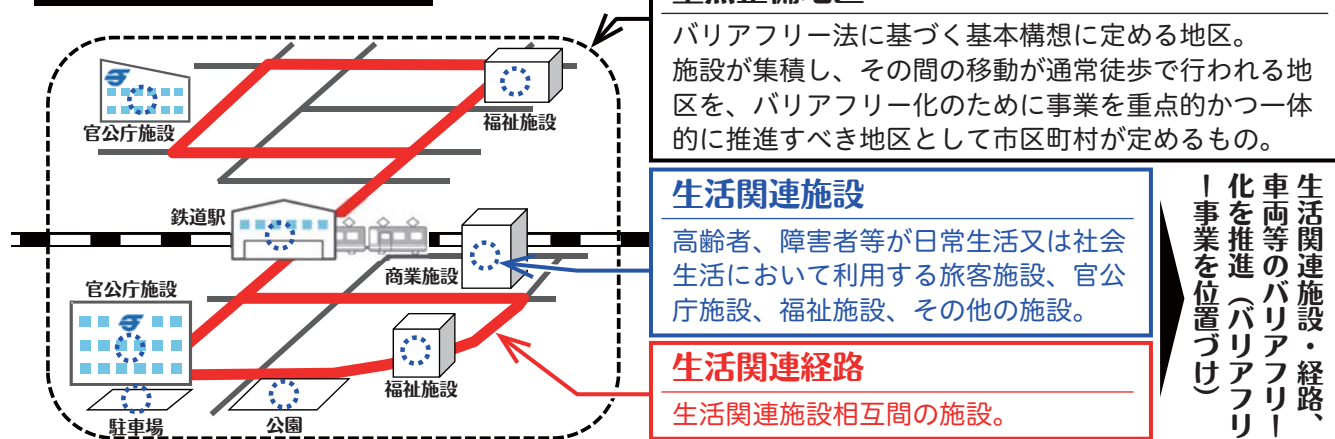 バリアフリー法に基づく基本構想に定める地区。
施設が集積し、その間の移動が通常徒歩で行われる地
区を、バリアフリー化のために事業を重点的かつ一体
的に推進すべき地区として市区町村が定めるもの。
官公庁施設
福祉施設
鉄道駅
商業施設
官公庁施設
福祉施設
駐車場
公園
生活関連施設
高齢者、障害者等が日常生活又は社会
生活において利用する旅客施設、官公
庁施設、福祉施設、その他の施設。
生活関連経路
生活関連施設相互間の施設。
生活関連施設・経路、
車両等のバリアフリー
化を推進（バリアフリ
ー事業を位置づけ）